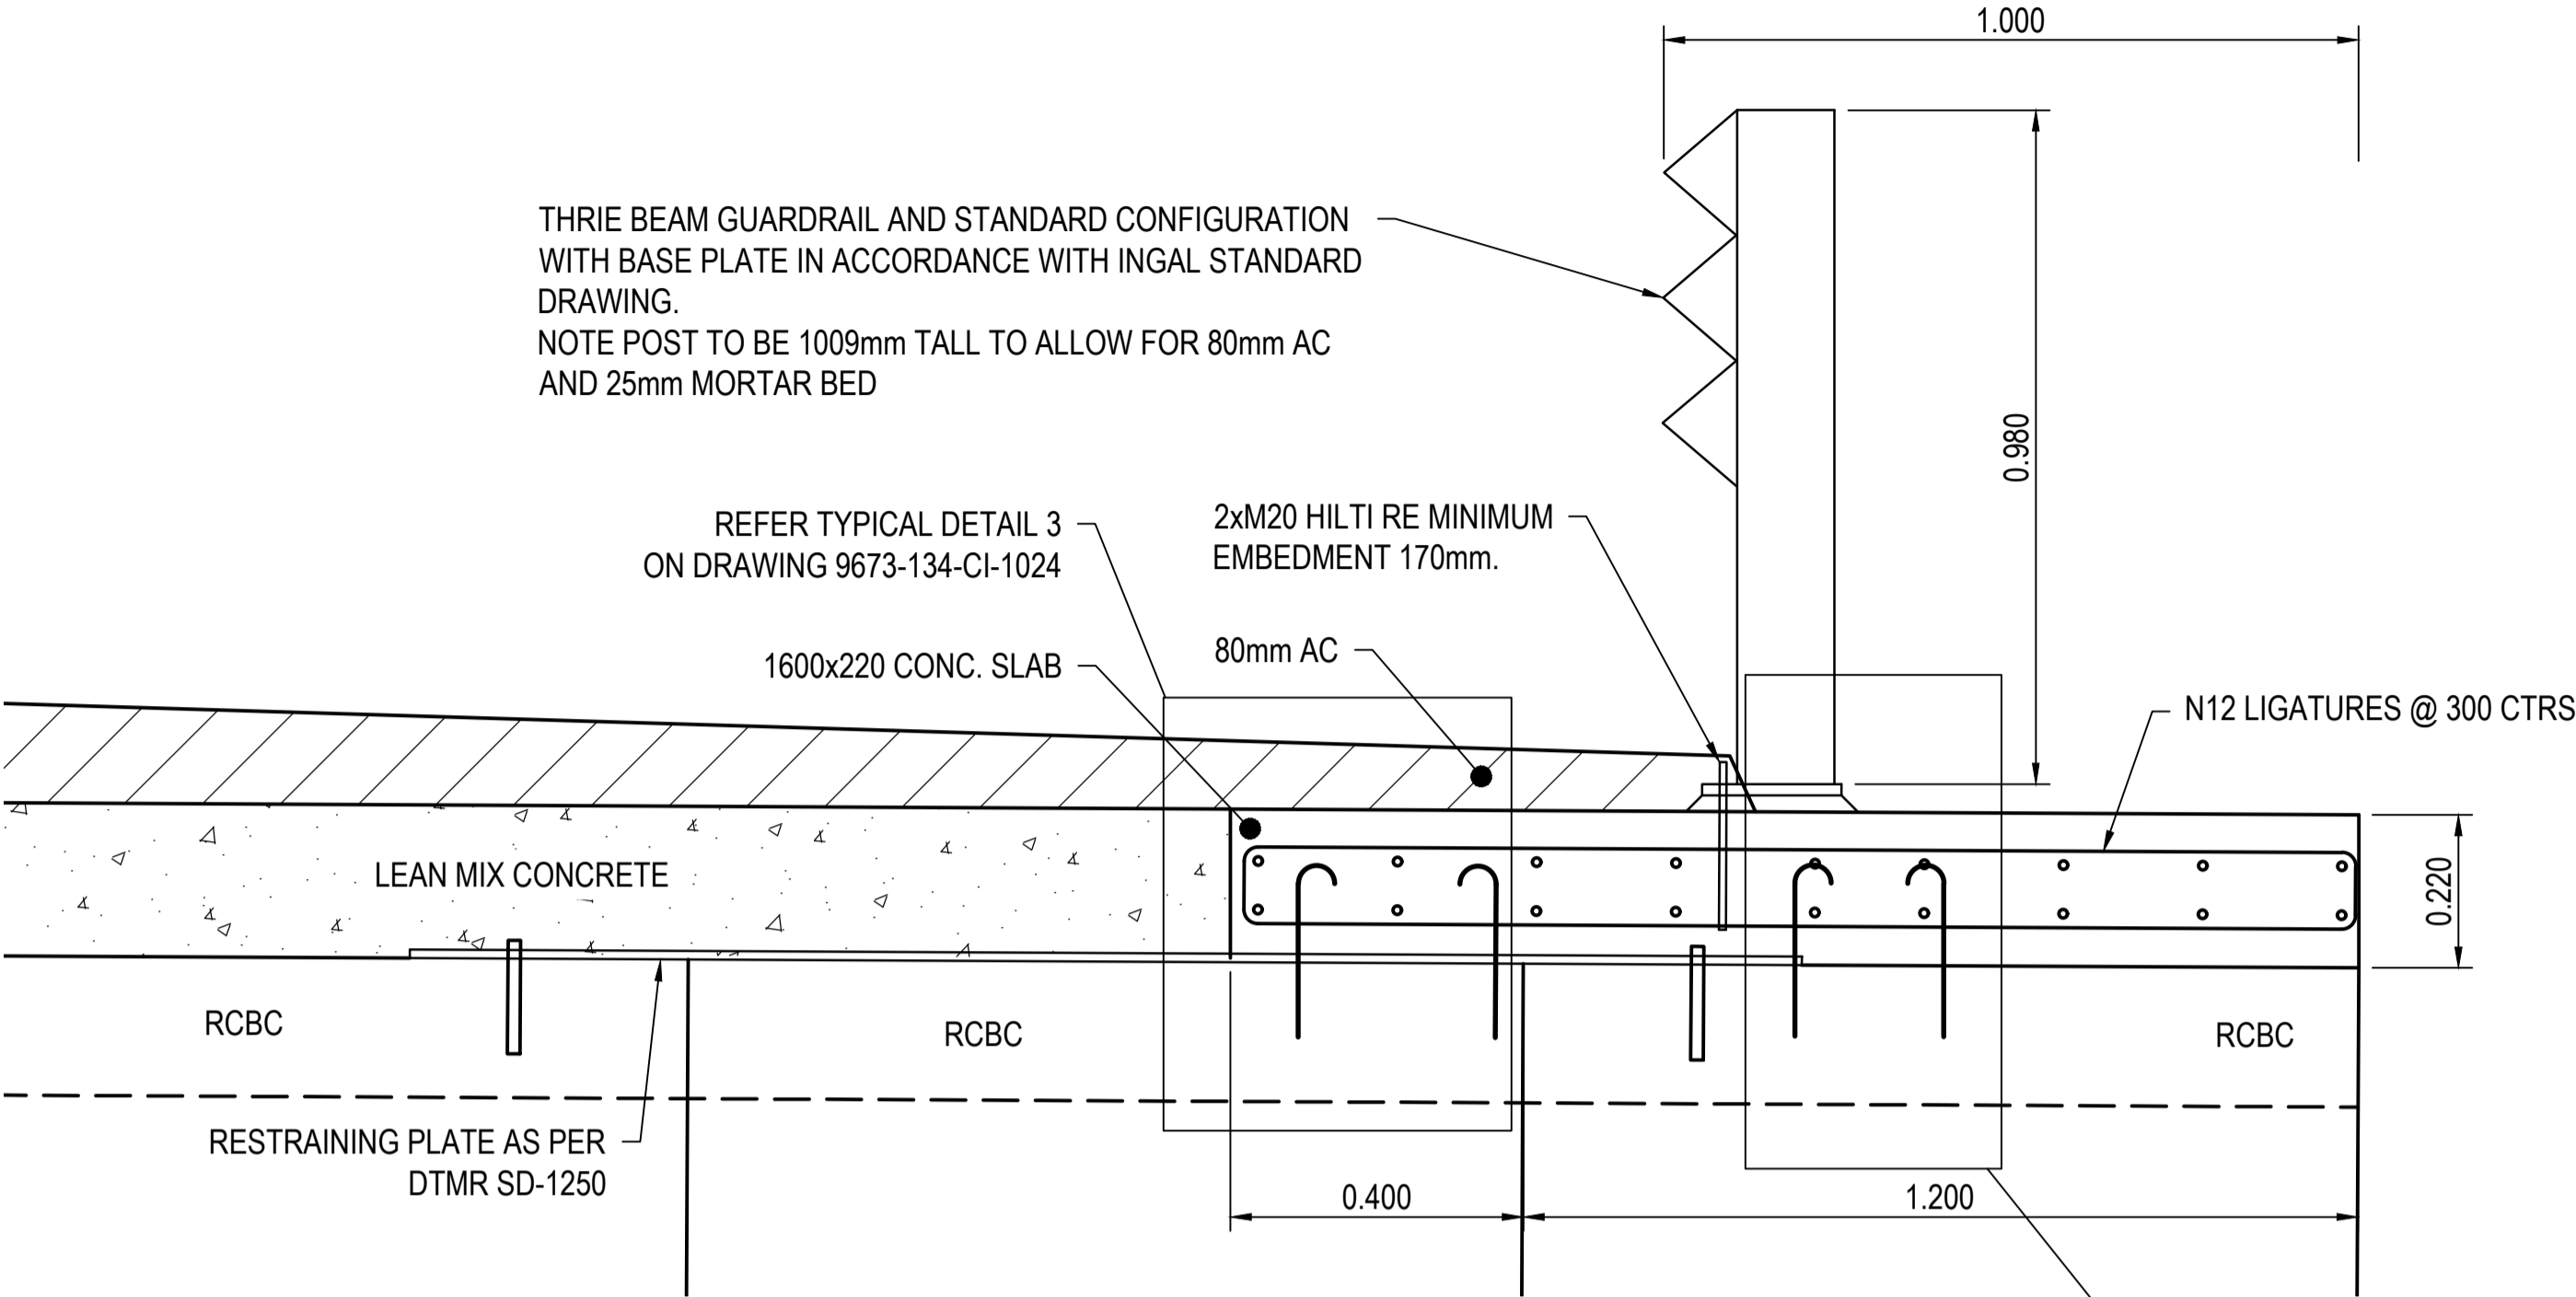 1.000
THRIE BEAM GUARDRAIL AND STANDARD CONFIGURATION
WITH BASE PLATE IN ACCORDANCE WITH INGAL STANDARD
DRAWING.
NOTE POST TO BE 1009mm TALL TO ALLOW FOR 80mm AC
AND 25mm MORTAR BED
0.980
REFER TYPICAL DETAIL 3
ON DRAWING 9673-134-CI-1024
2xM20 HILTI RE MINIMUM
EMBEDMENT 170mm.
1600x220 CONC. SLAB
80mm AC
N12 LIGATURES @ 300 CTRS
LEAN MIX CONCRETE
0.220
RCBC
RCBC
RCBC
RESTRAINING PLATE AS PER
DTMR SD-1250
0.400
1.200